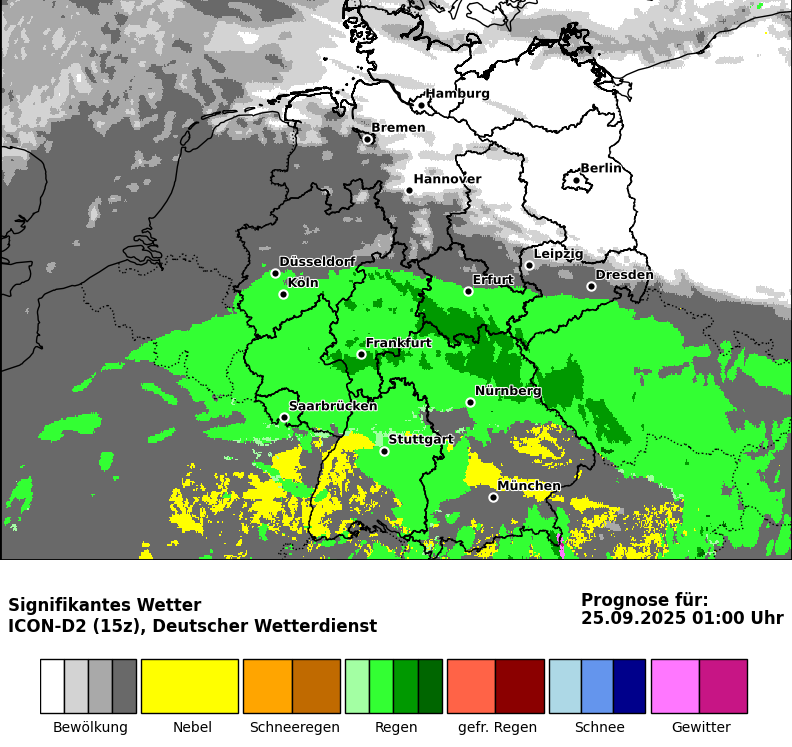 Hamburg
Bremen
Berlin
Hannover
Leipzig
Düsseldorf
Dresden
Köln
Erfurt
Frankfurt
Nürnberg
Saarbrücken
Stuttgart
München
Signifikantes Wetter
ICON-D2 (15z), Deutscher Wetterdienst
Prognose für:
25.09.2025 01:00 Uhr
Bewölkung Nebel Schneeregen Regen gefr. Regen Schnee Gewitter